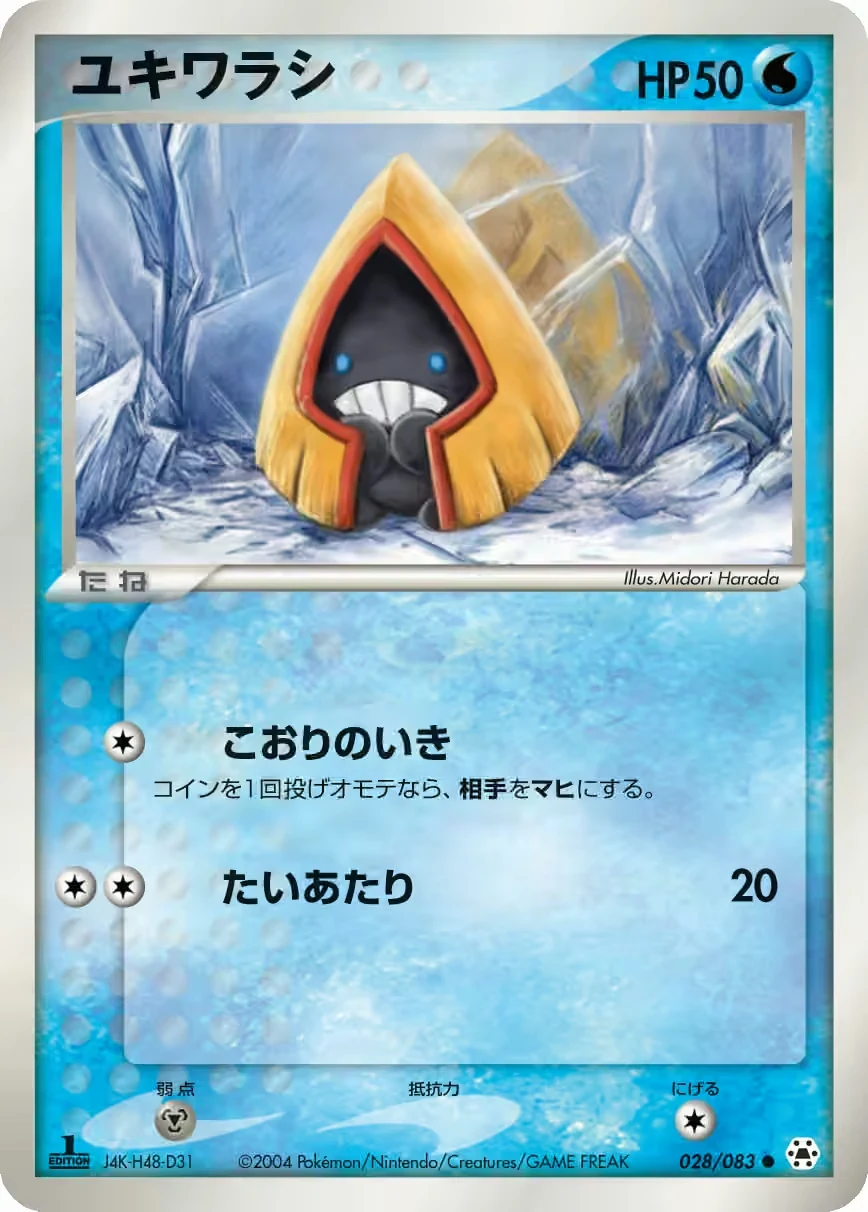 ユキワラシ
HP50
たね
Illus.Midori Harada
こおりのいき
コインを1回投げオモテなら、相手をマヒにする。
たいあたり 20
弱点 抵抗力 にげる
1 EDITION J4K-H48-D31 ©2004 Pokémon/Nintendo/Creatures/GAME FREAK 028/083